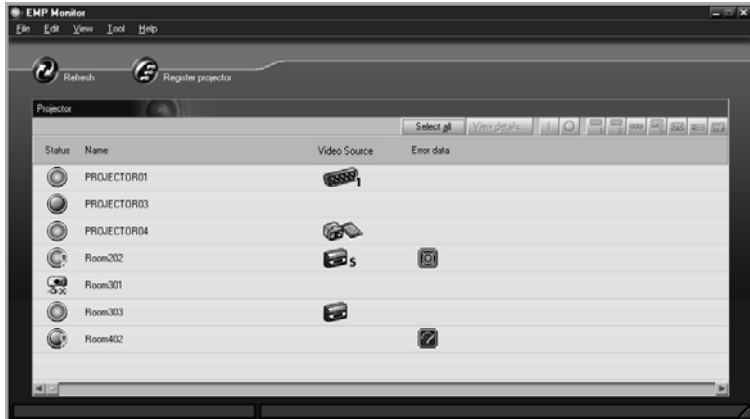 EMP Monitor
File Edit View Tool Help
Refresh Register projector
Projector
Select all View details...
Status Name Video Source Error data
PROJECTOR01 1
PROJECTOR03
PROJECTOR04
Room202 S
Room301
Room303
Room402